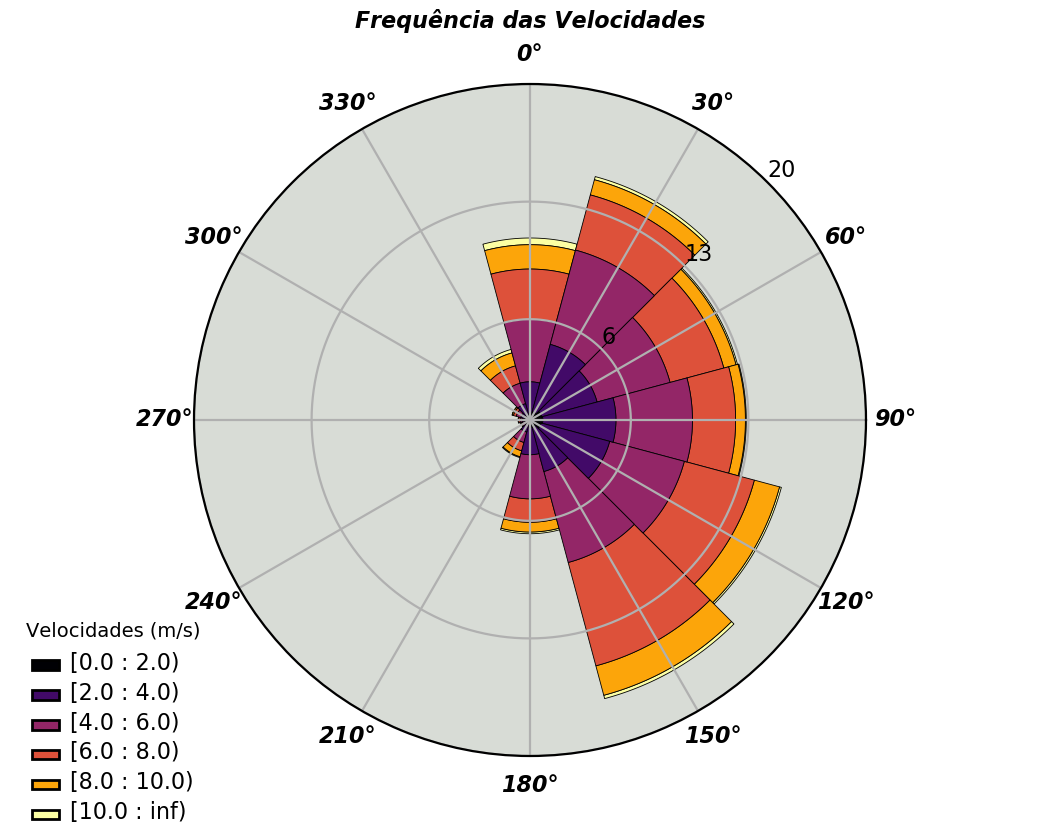 Frequência das Velocidades
0°
330°
30°
20
300°
60°
13
6
270°
90°
240°
120°
210°
150°
180°
Velocidades (m/s)
[0.0 : 2.0)
[2.0 : 4.0)
[4.0 : 6.0)
[6.0 : 8.0)
[8.0 : 10.0)
[10.0 : inf)